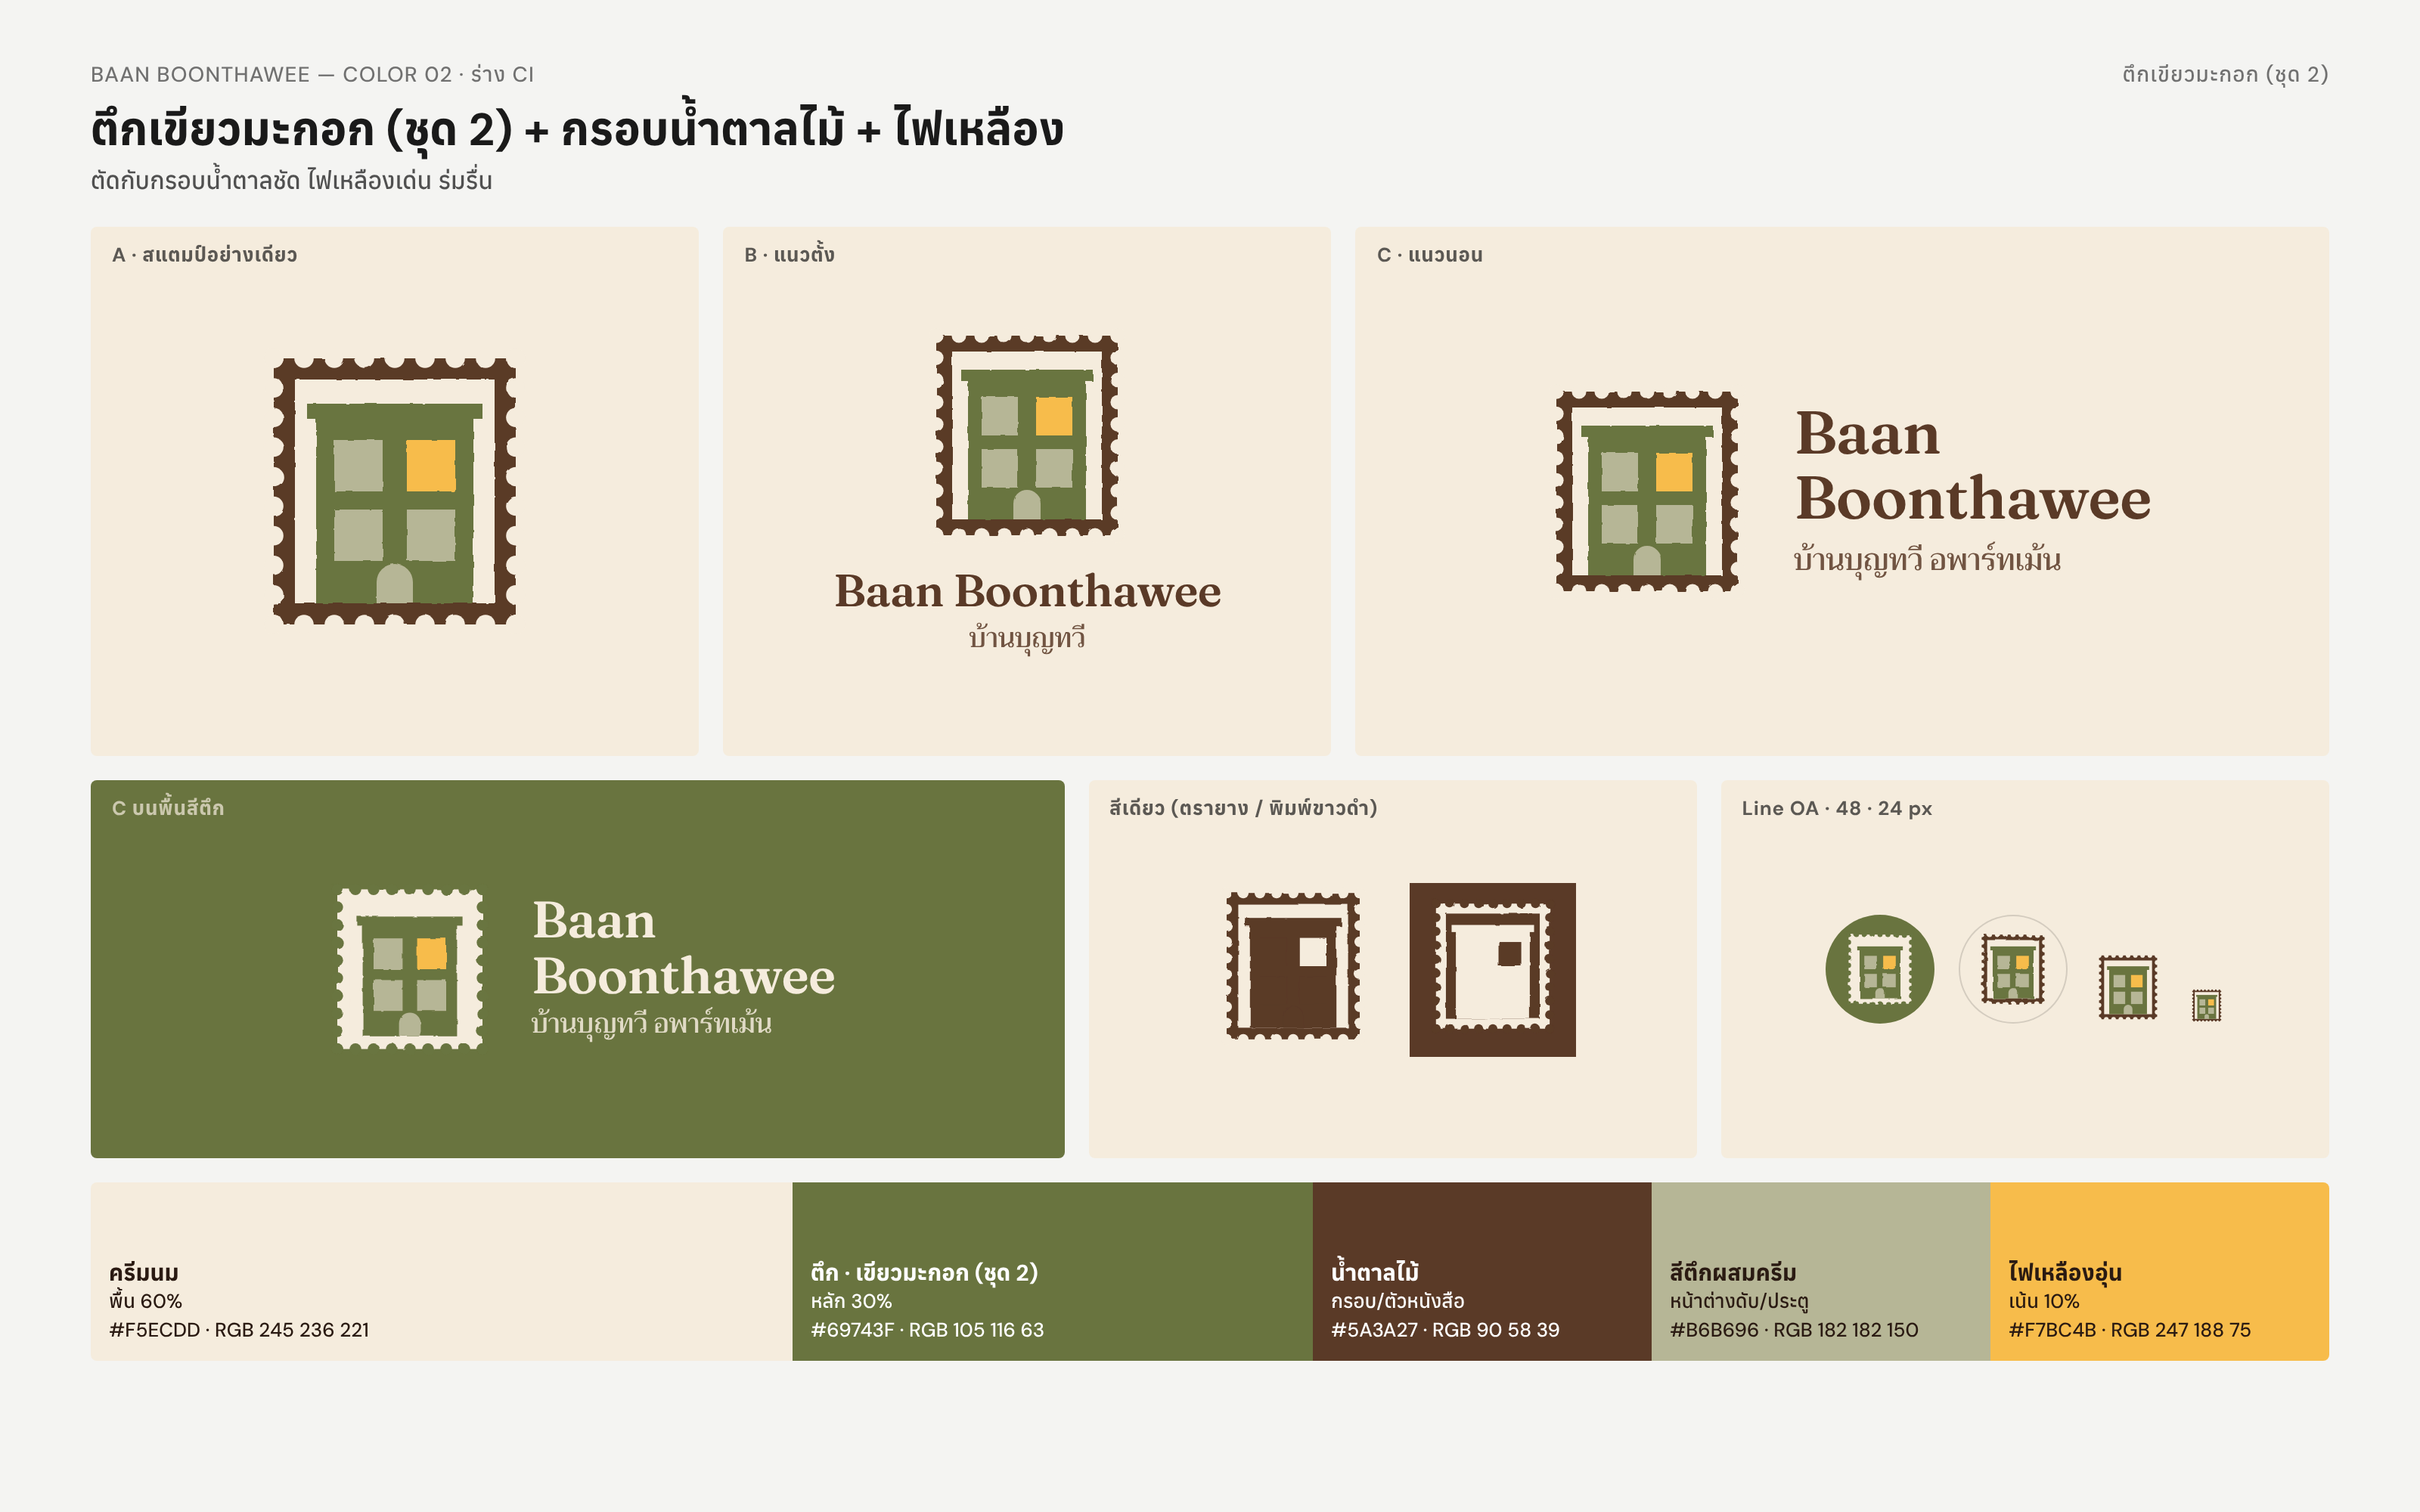 BAAN BOONTHAWEE — COLOR 02 · ร่าง CI
ตึกเขียวมะกอก (ชุด 2)
ตึกเขียวมะกอก (ชุด 2) + กรอบน้ำตาลไม้ + ไฟเหลือง
ตัดกับกรอบน้ำตาลชัด ไฟเหลืองเด่น ร่มรื่น
A · สแตมป์อย่างเดียว
B · แนวตั้ง
Baan Boonthawee
บ้านบุญทวี
C · แนวนอน
Baan
Boonthawee
บ้านบุญทวี อพาร์ทเม้น
C บนพื้นสีตึก
Baan
Boonthawee
บ้านบุญทวี อพาร์ทเม้น
สีเดียว (ตรายาง / พิมพ์ขาวดำ)
Line OA · 48 · 24 px
ครีมนม
พื้น 60%
#F5ECDD · RGB 245 236 221
ตึก · เขียวมะกอก (ชุด 2)
หลัก 30%
#69743F · RGB 105 116 63
น้ำตาลไม้
กรอบ/ตัวหนังสือ
#5A3A27 · RGB 90 58 39
สีตึกผสมครีม
หน้าต่างดับ/ประตู
#B6B696 · RGB 182 182 150
ไฟเหลืองอุ่น
เน้น 10%
#F7BC4B · RGB 247 188 75